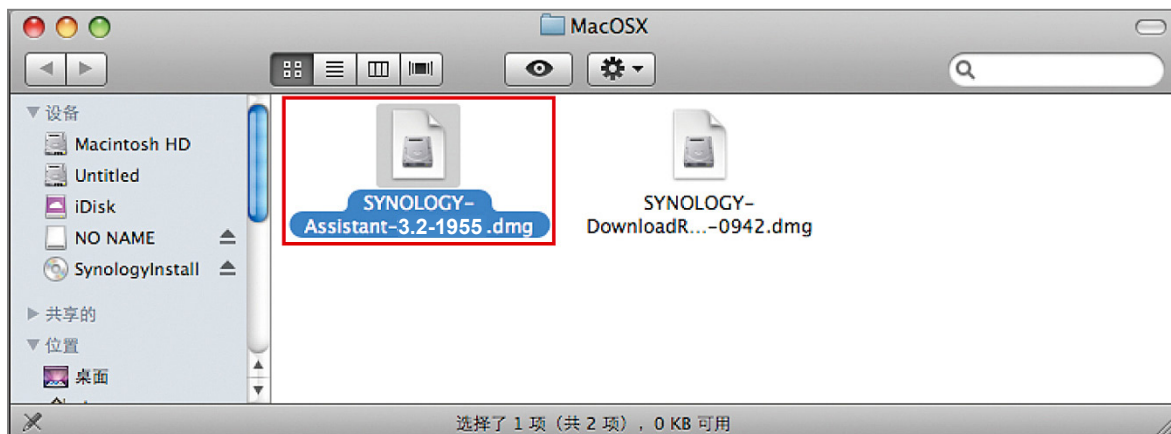 MacOSX
设备
Macintosh HD
Untitled
iDisk
NO NAME
SynologyInstall
共享的
位置
桌面
SYNOLOGY-
Assistant-3.2-1955.dmg
SYNOLOGY-
DownloadR...-0942.dmg
选择了 1 项（共 2 项），0 KB 可用